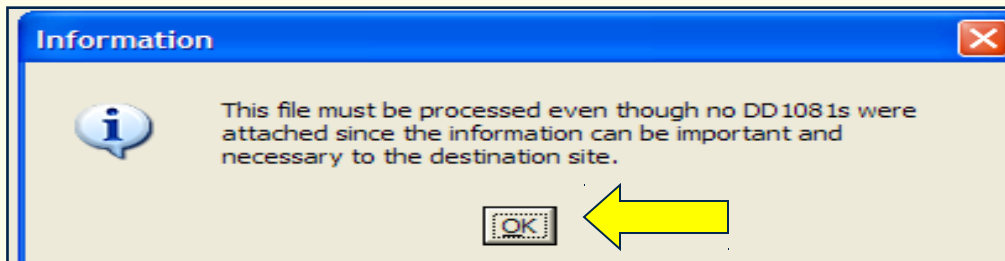 Information
This file must be processed even though no DD1081s were
attached since the information can be important and
necessary to the destination site.
OK